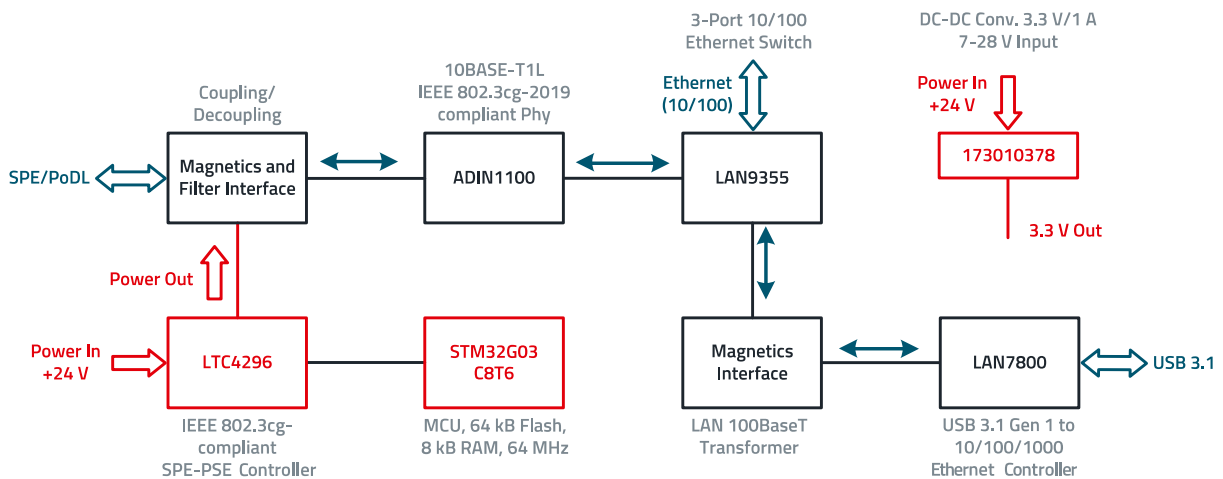 3-Port 10/100
Ethernet Switch
DC-DC Conv. 3.3 V/1 A
7-28 V Input
10BASE-T1L
IEEE 802.3cg-2019
compliant Phy
Coupling/
Decoupling
Ethernet
(10/100)
Power In
+24 V
SPE/PoDL
Magnetics and
Filter Interface
ADIN1100
LAN9355
173010378
3.3 V Out
Power Out
Power In
+24 V
LTC4296
STM32G03
C8T6
Magnetics
Interface
LAN7800
USB 3.1
IEEE 802.3cg-
compliant
SPE-PSE Controller
MCU, 64 kB Flash,
8 kB RAM, 64 MHz
LAN 100BaseT
Transformer
USB 3.1 Gen 1 to
10/100/1000
Ethernet Controller